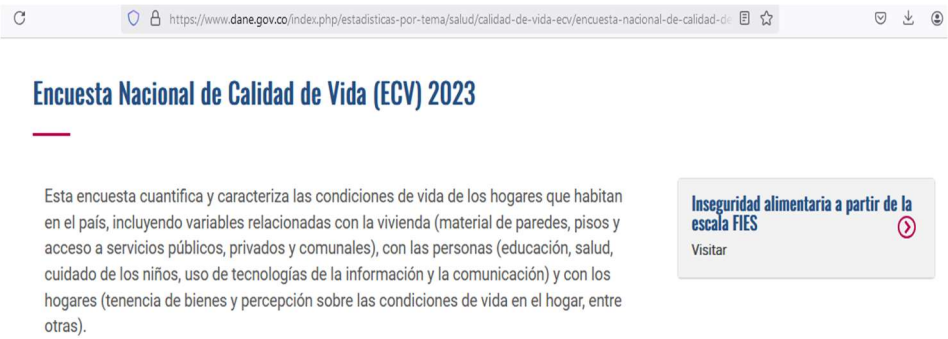 https://www.dane.gov.co/index.php/estadisticas-por-tema/salud/calidad-de-vida-ecv/encuesta-nacional-de-calidad-de
Encuesta Nacional de Calidad de Vida (ECV) 2023
Esta encuesta cuantifica y caracteriza las condiciones de vida de los hogares que habitan
en el país, incluyendo variables relacionadas con la vivienda (material de paredes, pisos y
acceso a servicios públicos, privados y comunales), con las personas (educación, salud,
cuidado de los niños, uso de tecnologías de la información y la comunicación) y con los
hogares (tenencia de bienes y percepción sobre las condiciones de vida en el hogar, entre
otras).
Inseguridad alimentaria a partir de la
escala FIES
Visitar